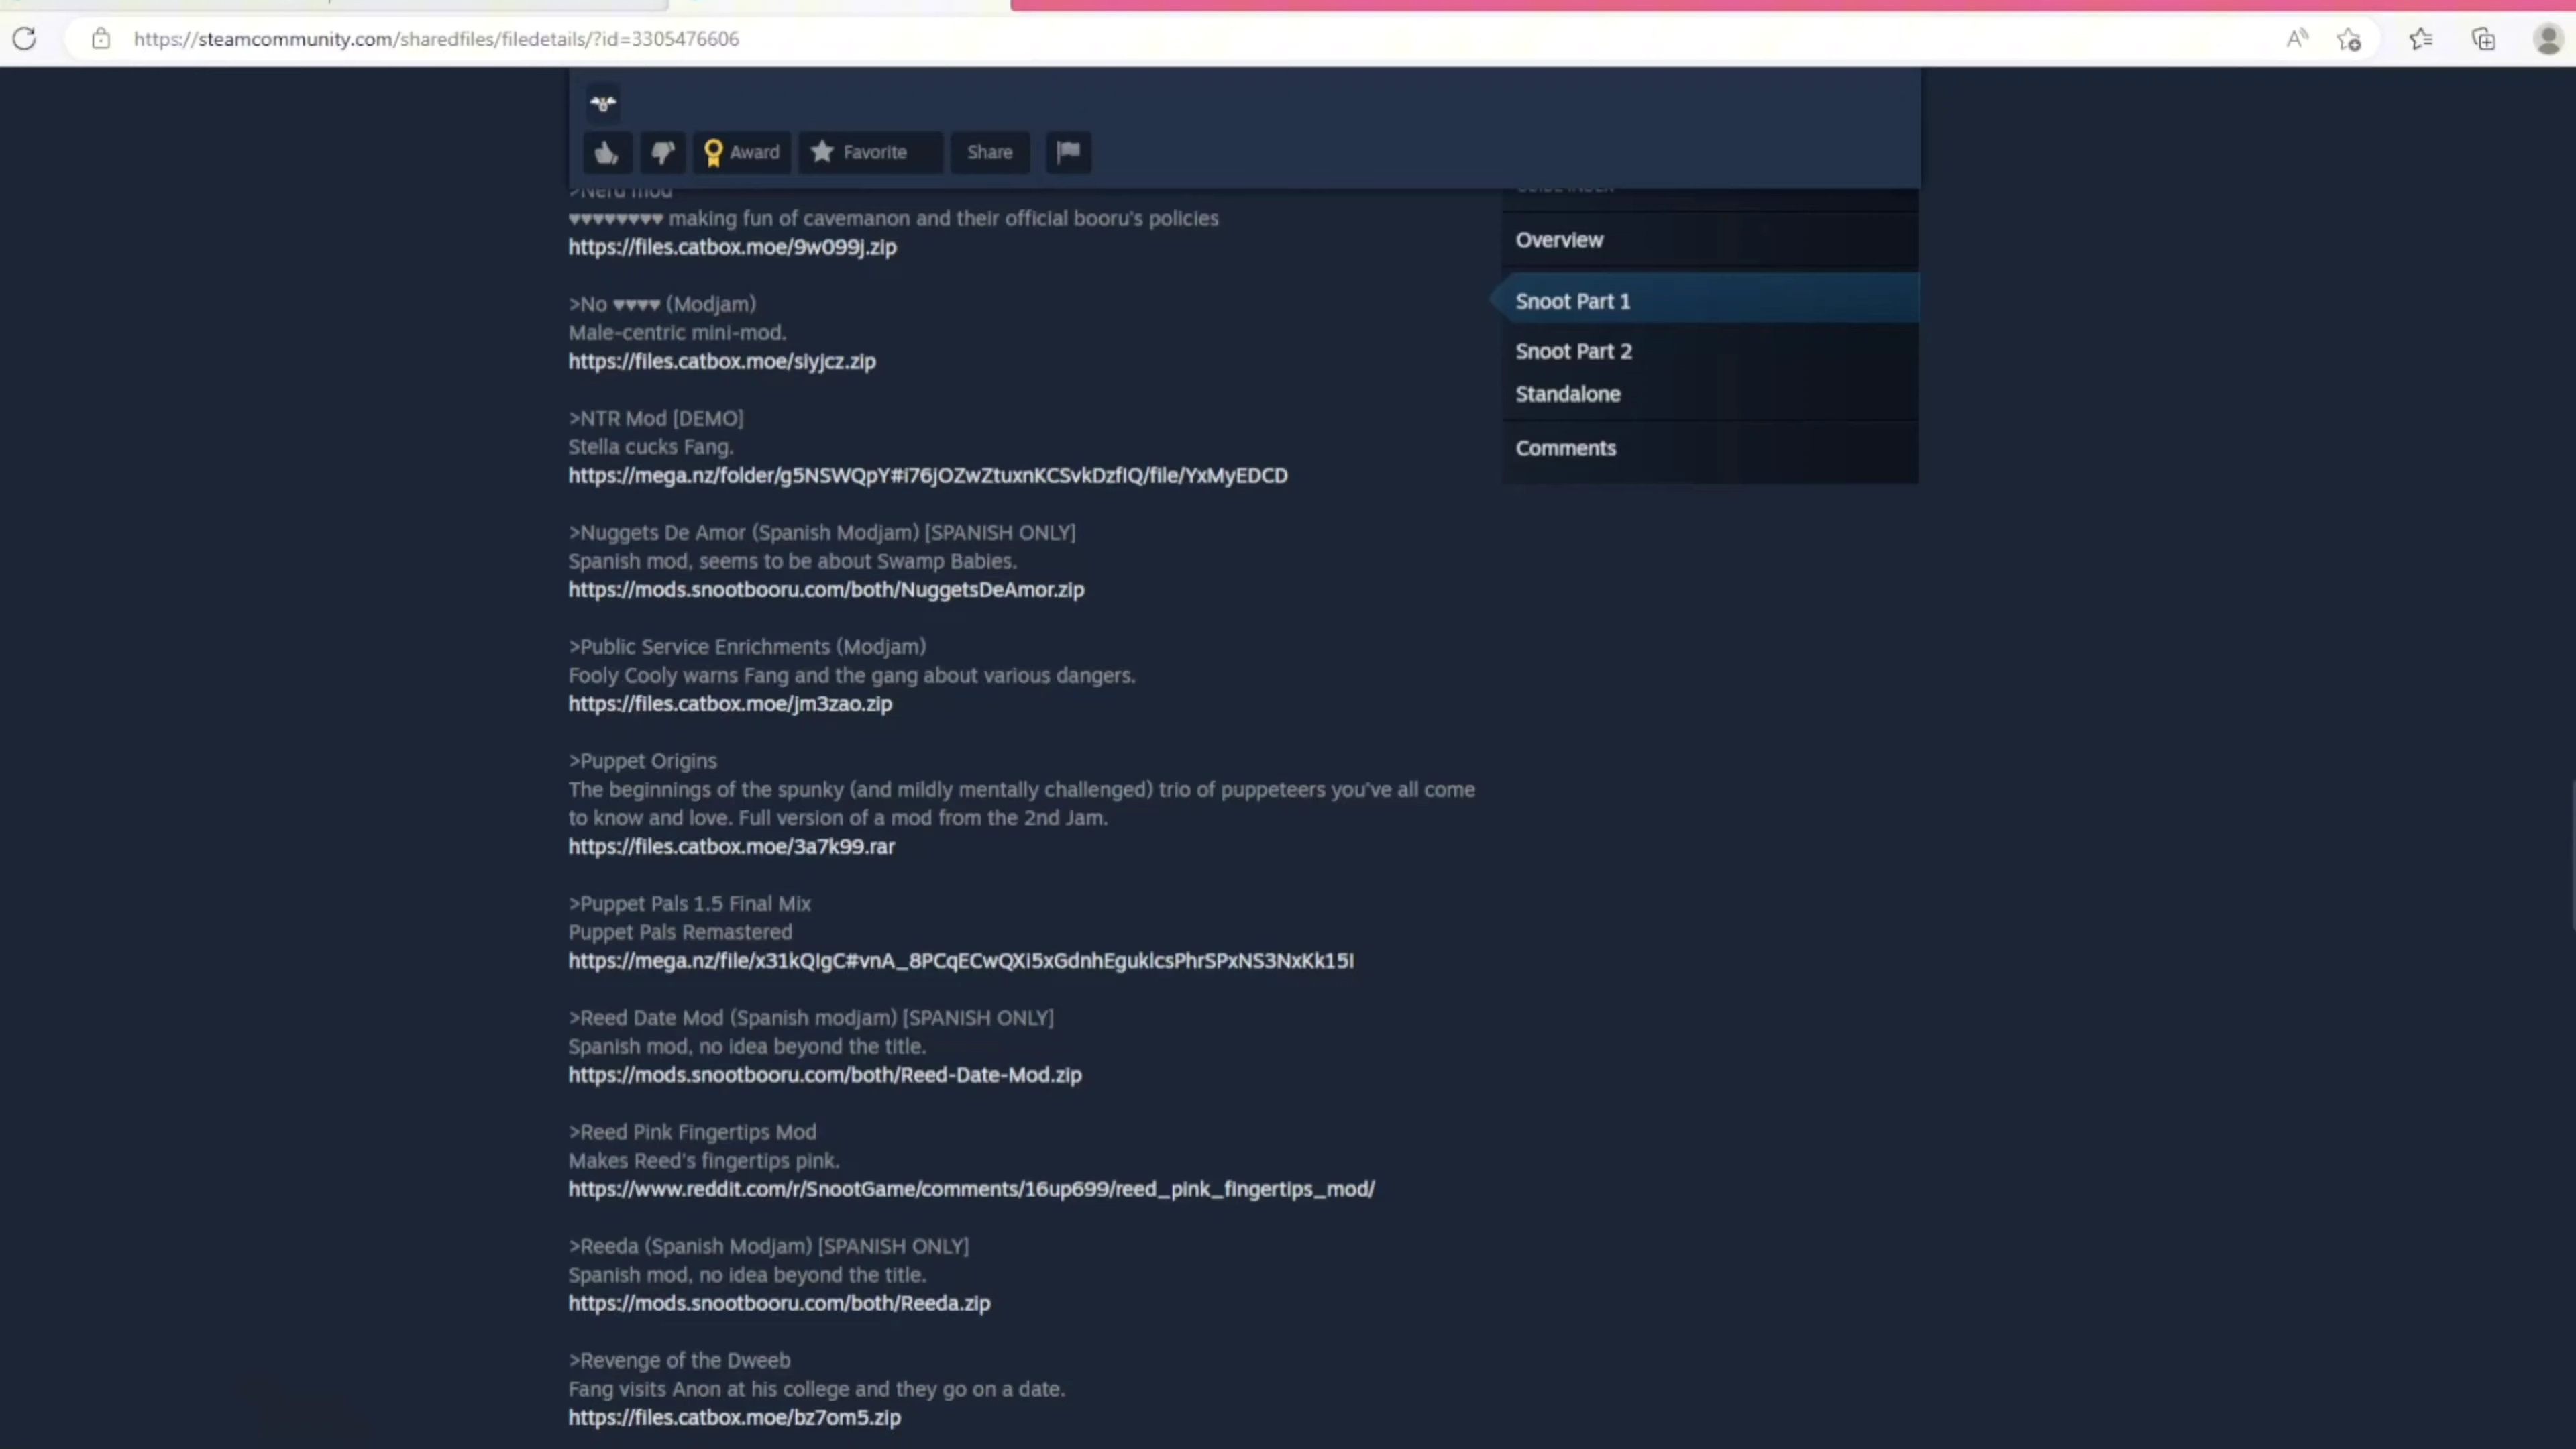 https://steamcommunity.com/sharedfiles/filedetails/?id=3305476606
Award
Favorite
Share
>Nerd mod
♥♥♥♥♥♥♥♥ making fun of cavemanon and their official booru's policies
https://files.catbox.moe/9w099j.zip
>No ♥♥♥♥ (Modjam)
Male-centric mini-mod.
https://files.catbox.moe/siyjcz.zip
>NTR Mod [DEMO]
Stella cucks Fang.
https://mega.nz/folder/g5NSWQpY#i76jOZwZtuxnKCSvkDzfIQ/file/YxMyEDCD
>Nuggets De Amor (Spanish Modjam) [SPANISH ONLY]
Spanish mod, seems to be about Swamp Babies.
https://mods.snootbooru.com/both/NuggetsDeAmor.zip
>Public Service Enrichments (Modjam)
Fooly Cooly warns Fang and the gang about various dangers.
https://files.catbox.moe/jm3zao.zip
>Puppet Origins
The beginnings of the spunky (and mildly mentally challenged) trio of puppeteers you've all come
to know and love. Full version of a mod from the 2nd Jam.
https://files.catbox.moe/3a7k99.rar
>Puppet Pals 1.5 Final Mix
Puppet Pals Remastered
https://mega.nz/file/x31kQIgC#vnA_8PCqECwQXI5xGdnhEguklcsPhrSPxNS3NxKk15I
>Reed Date Mod (Spanish modjam) [SPANISH ONLY]
Spanish mod, no idea beyond the title.
https://mods.snootbooru.com/both/Reed-Date-Mod.zip
>Reed Pink Fingertips Mod
Makes Reed's fingertips pink.
https://www.reddit.com/r/SnootGame/comments/16up699/reed_pink_fingertips_mod/
>Reeda (Spanish Modjam) [SPANISH ONLY]
Spanish mod, no idea beyond the title.
https://mods.snootbooru.com/both/Reeda.zip
>Revenge of the Dweeb
Fang visits Anon at his college and they go on a date.
https://files.catbox.moe/bz7om5.zip
GUIDE INDEX
Overview
Snoot Part 1
Snoot Part 2
Standalone
Comments